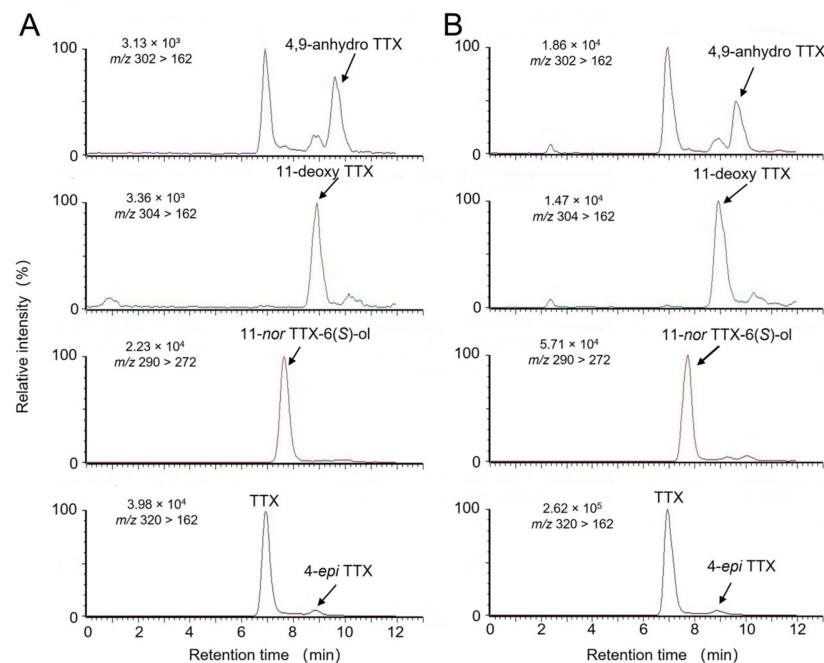 A
3.13 × 10³
m/z 302 > 162
4,9-anhydro TTX
100
0
3.36 × 10³
m/z 304 > 162
11-deoxy TTX
100
0
2.23 × 10⁴
m/z 290 > 272
11-nor TTX-6(S)-ol
100
0
3.98 × 10⁴
m/z 320 > 162
TTX
4-epi TTX
100
0
0 2 4 6 8 10 12
Retention time (min)
Relative intensity (%)
B
1.86 × 10⁴
m/z 302 > 162
4,9-anhydro TTX
100
0
1.47 × 10⁴
m/z 304 > 162
11-deoxy TTX
100
0
5.71 × 10⁴
m/z 290 > 272
11-nor TTX-6(S)-ol
100
0
2.62 × 10⁵
m/z 320 > 162
TTX
4-epi TTX
100
0
0 2 4 6 8 10 12
Retention time (min)